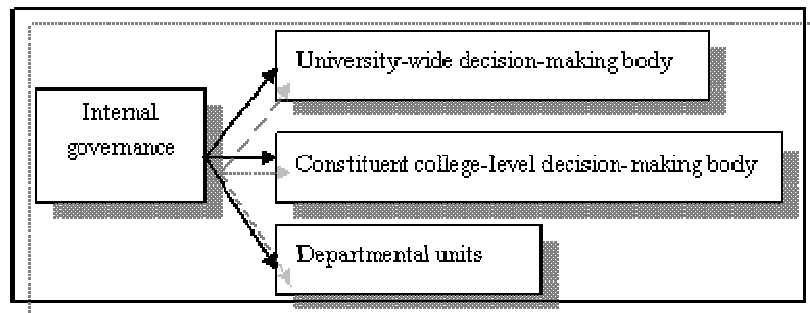 University-wide decision-making body
Internal
governance
Constituent college-level decision-making body
Departmental units